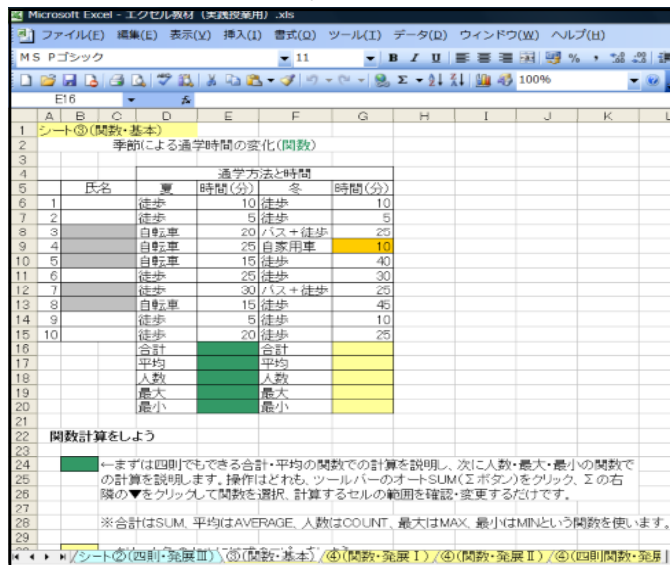 Microsoft Excel - エクセル教材（実践授業用）.xls
ファイル(F) 編集(E) 表示(V) 挿入(I) 書式(O) ツール(T) データ(D) ウィンドウ(W) ヘルプ(H)
ＭＳ Ｐゴシック 11 B I U % ,
Σ 100%
E16 fx
A B C D E F G H I J K L
1 シート③(関数・基本)
2 季節による通学時間の変化(関数)
3
4 通学方法と時間
5 氏名 夏 時間(分) 冬 時間(分)
6 1 徒歩 10 徒歩 10
7 2 徒歩 5 徒歩 5
8 3 自転車 20 バス＋徒歩 25
9 4 自転車 25 自家用車 10
10 5 自転車 15 徒歩 40
11 6 徒歩 25 徒歩 30
12 7 徒歩 30 バス＋徒歩 25
13 8 自転車 15 徒歩 45
14 9 徒歩 5 徒歩 10
15 10 徒歩 20 徒歩 25
16 合計 合計
17 平均 平均
18 人数 人数
19 最大 最大
20 最小 最小
21
22 関数計算をしよう
23
24 ←まずは四則でもできる合計・平均の関数での計算を説明し、次に人数・最大・最小の関数で
25 の計算を説明します。操作はどれも、ツールバーのオートSUM(Σボタン)をクリック、Σの右
26 隣の▼をクリックして関数を選択、計算するセルの範囲を確認・変更するだけです。
27
28 ※合計はSUM、平均はAVERAGE、人数はCOUNT、最大はMAX、最小はMINという関数を使います。
29
シート②(四則・発展Ⅲ) ③(関数・基本) ④(関数・発展Ⅰ) ④(関数・発展Ⅱ) ④(四則関数・発展